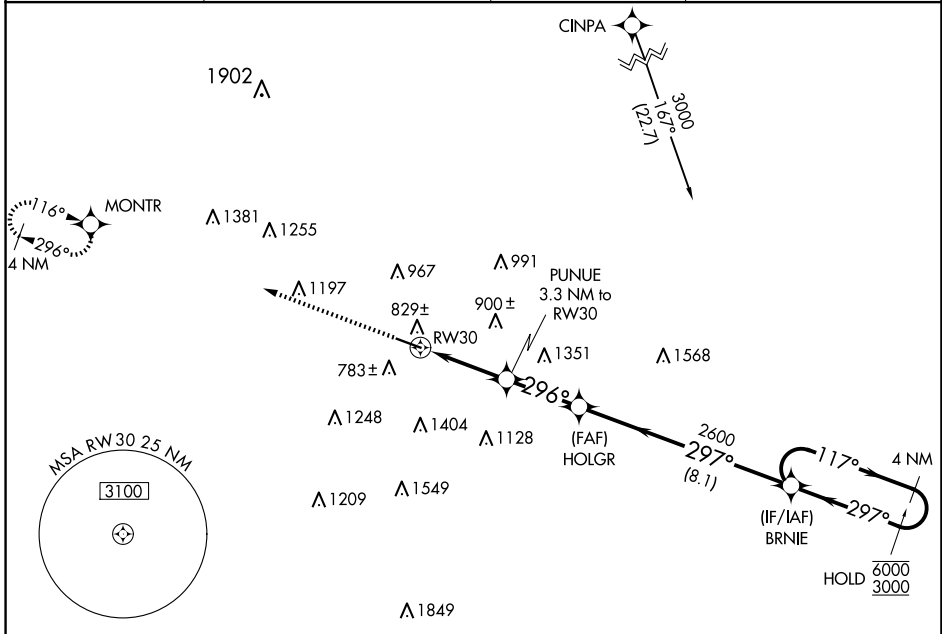 CINPA
1902
3000
167°
(22.7)
MONTR
116°
296°
4 NM
1381
1255
991
967
PUNUE
3.3 NM to
RW30
1197
829±
900±
RW30
1351
1568
783±
296°
1248
1404
1128
(FAF)
HOLGR
2600
297°
(8.1)
117°
4 NM
297°
(IF/IAF)
BRNIE
HOLD
6000
3000
MSA RW30 25 NM
3100
1209
1549
1849